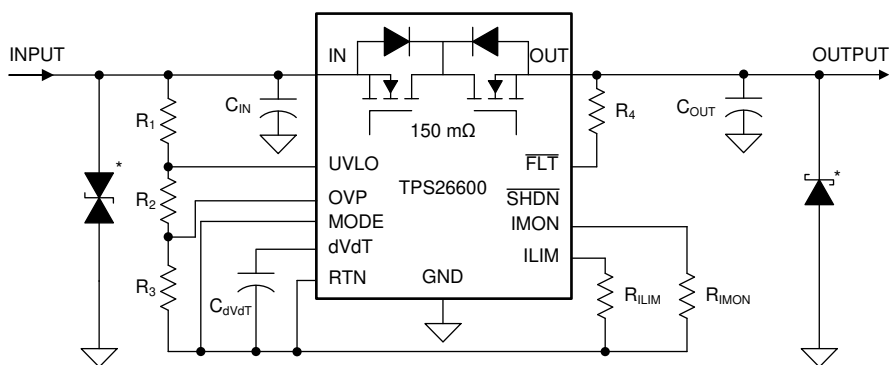 INPUT
IN
OUT
OUTPUT
R1
CIN
150 mΩ
R4
COUT
*
UVLO
FLT
TPS26600
*
R2
OVP
SHDN
MODE
IMON
dVdT
ILIM
R3
CdVdT
RTN
GND
RILIM
RIMON